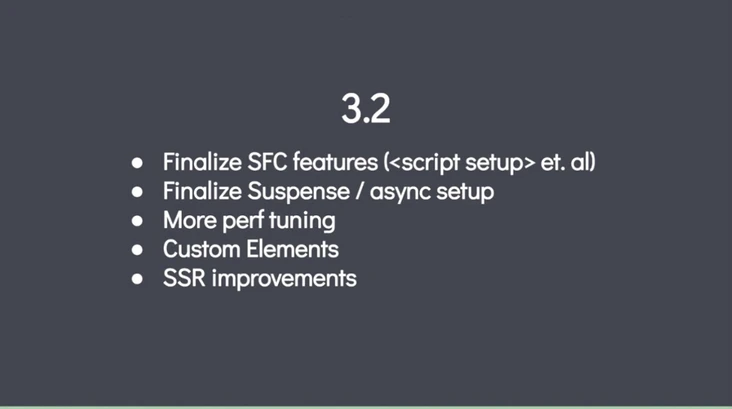 3.2
● Finalize SFC features (<script setup> et. al)
● Finalize Suspense / async setup
● More perf tuning
● Custom Elements
● SSR improvements